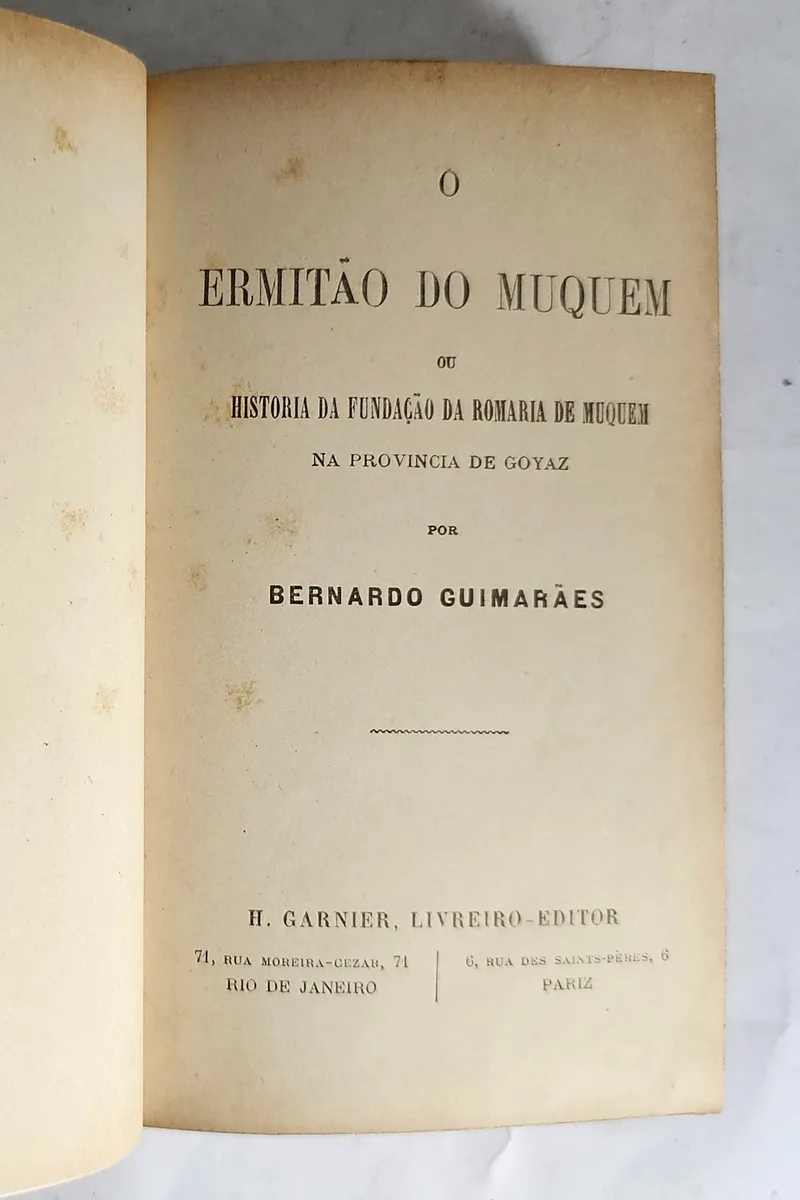 O
ERMITÃO DO MUQUEM
OU
HISTORIA DA FUNDAÇÃO DA ROMARIA DE MUQUEM
NA PROVINCIA DE GOYAZ
POR
BERNARDO GUIMARÃES
H. GARNIER, LIVREIRO-EDITOR
71, RUA MOREIRA-CEZAR, 71
RIO DE JANEIRO
6, RUA DES SAINTS-PÈRES, 6
PARIZ